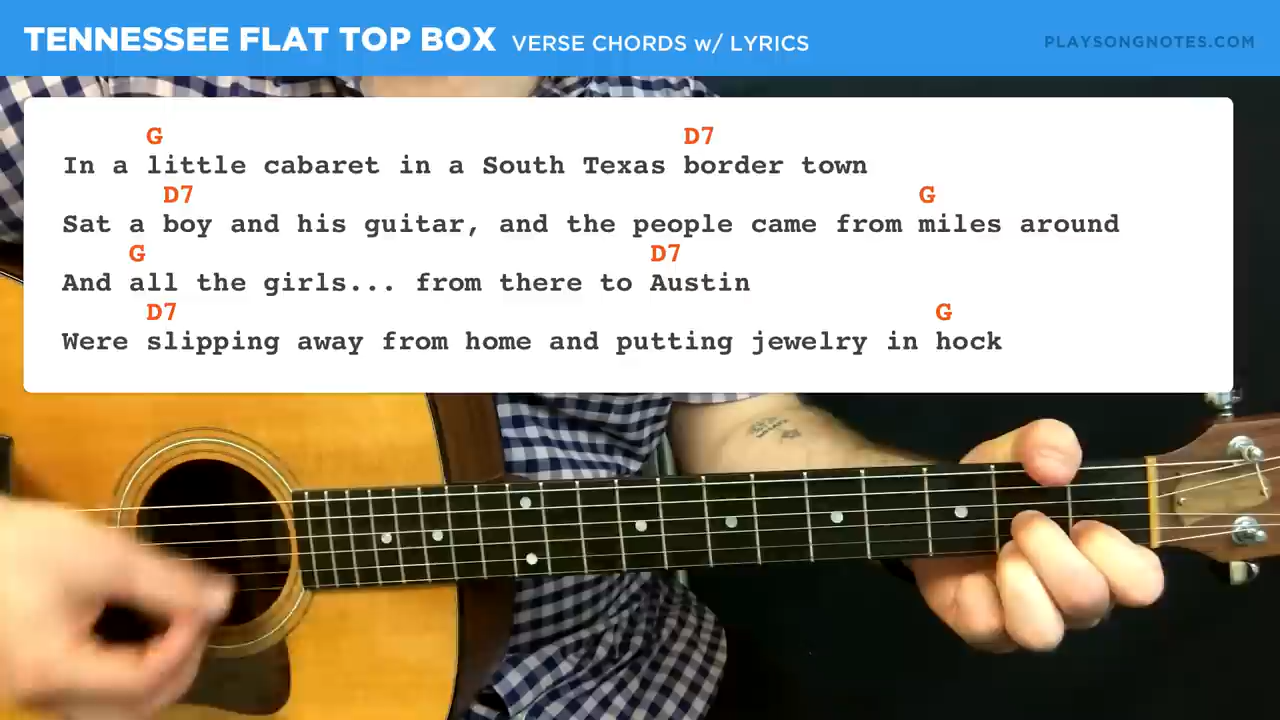 TENNESSEE FLAT TOP BOX VERSE CHORDS w/ LYRICS PLAYSONGNOTES.COM
G D7
In a little cabaret in a South Texas border town
D7 G
Sat a boy and his guitar, and the people came from miles around
G D7
And all the girls... from there to Austin
D7 G
Were slipping away from home and putting jewelry in hock